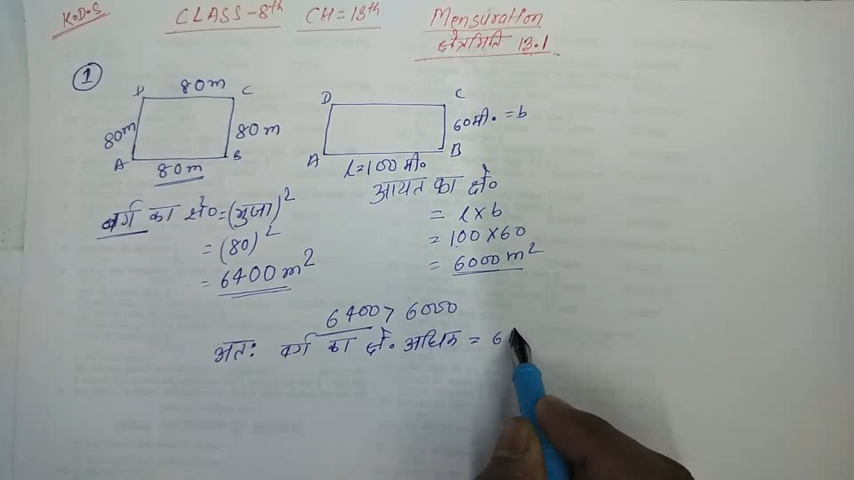 K.D.S CLASS-8th CH=13th Mensuration
क्षेत्रमिति 13.1
1
D 80m C
80m 80m
A 80m B
D C
60मी॰ = b
A B
l=100 मी॰
वर्ग का क्षे॰ = (भुजा)²
= (80)²
= 6400 m²
आयत का क्षे॰
= l×b
= 100×60
= 6000 m²
6400 > 6000
अतः वर्ग का क्षे॰ अधिक = 6